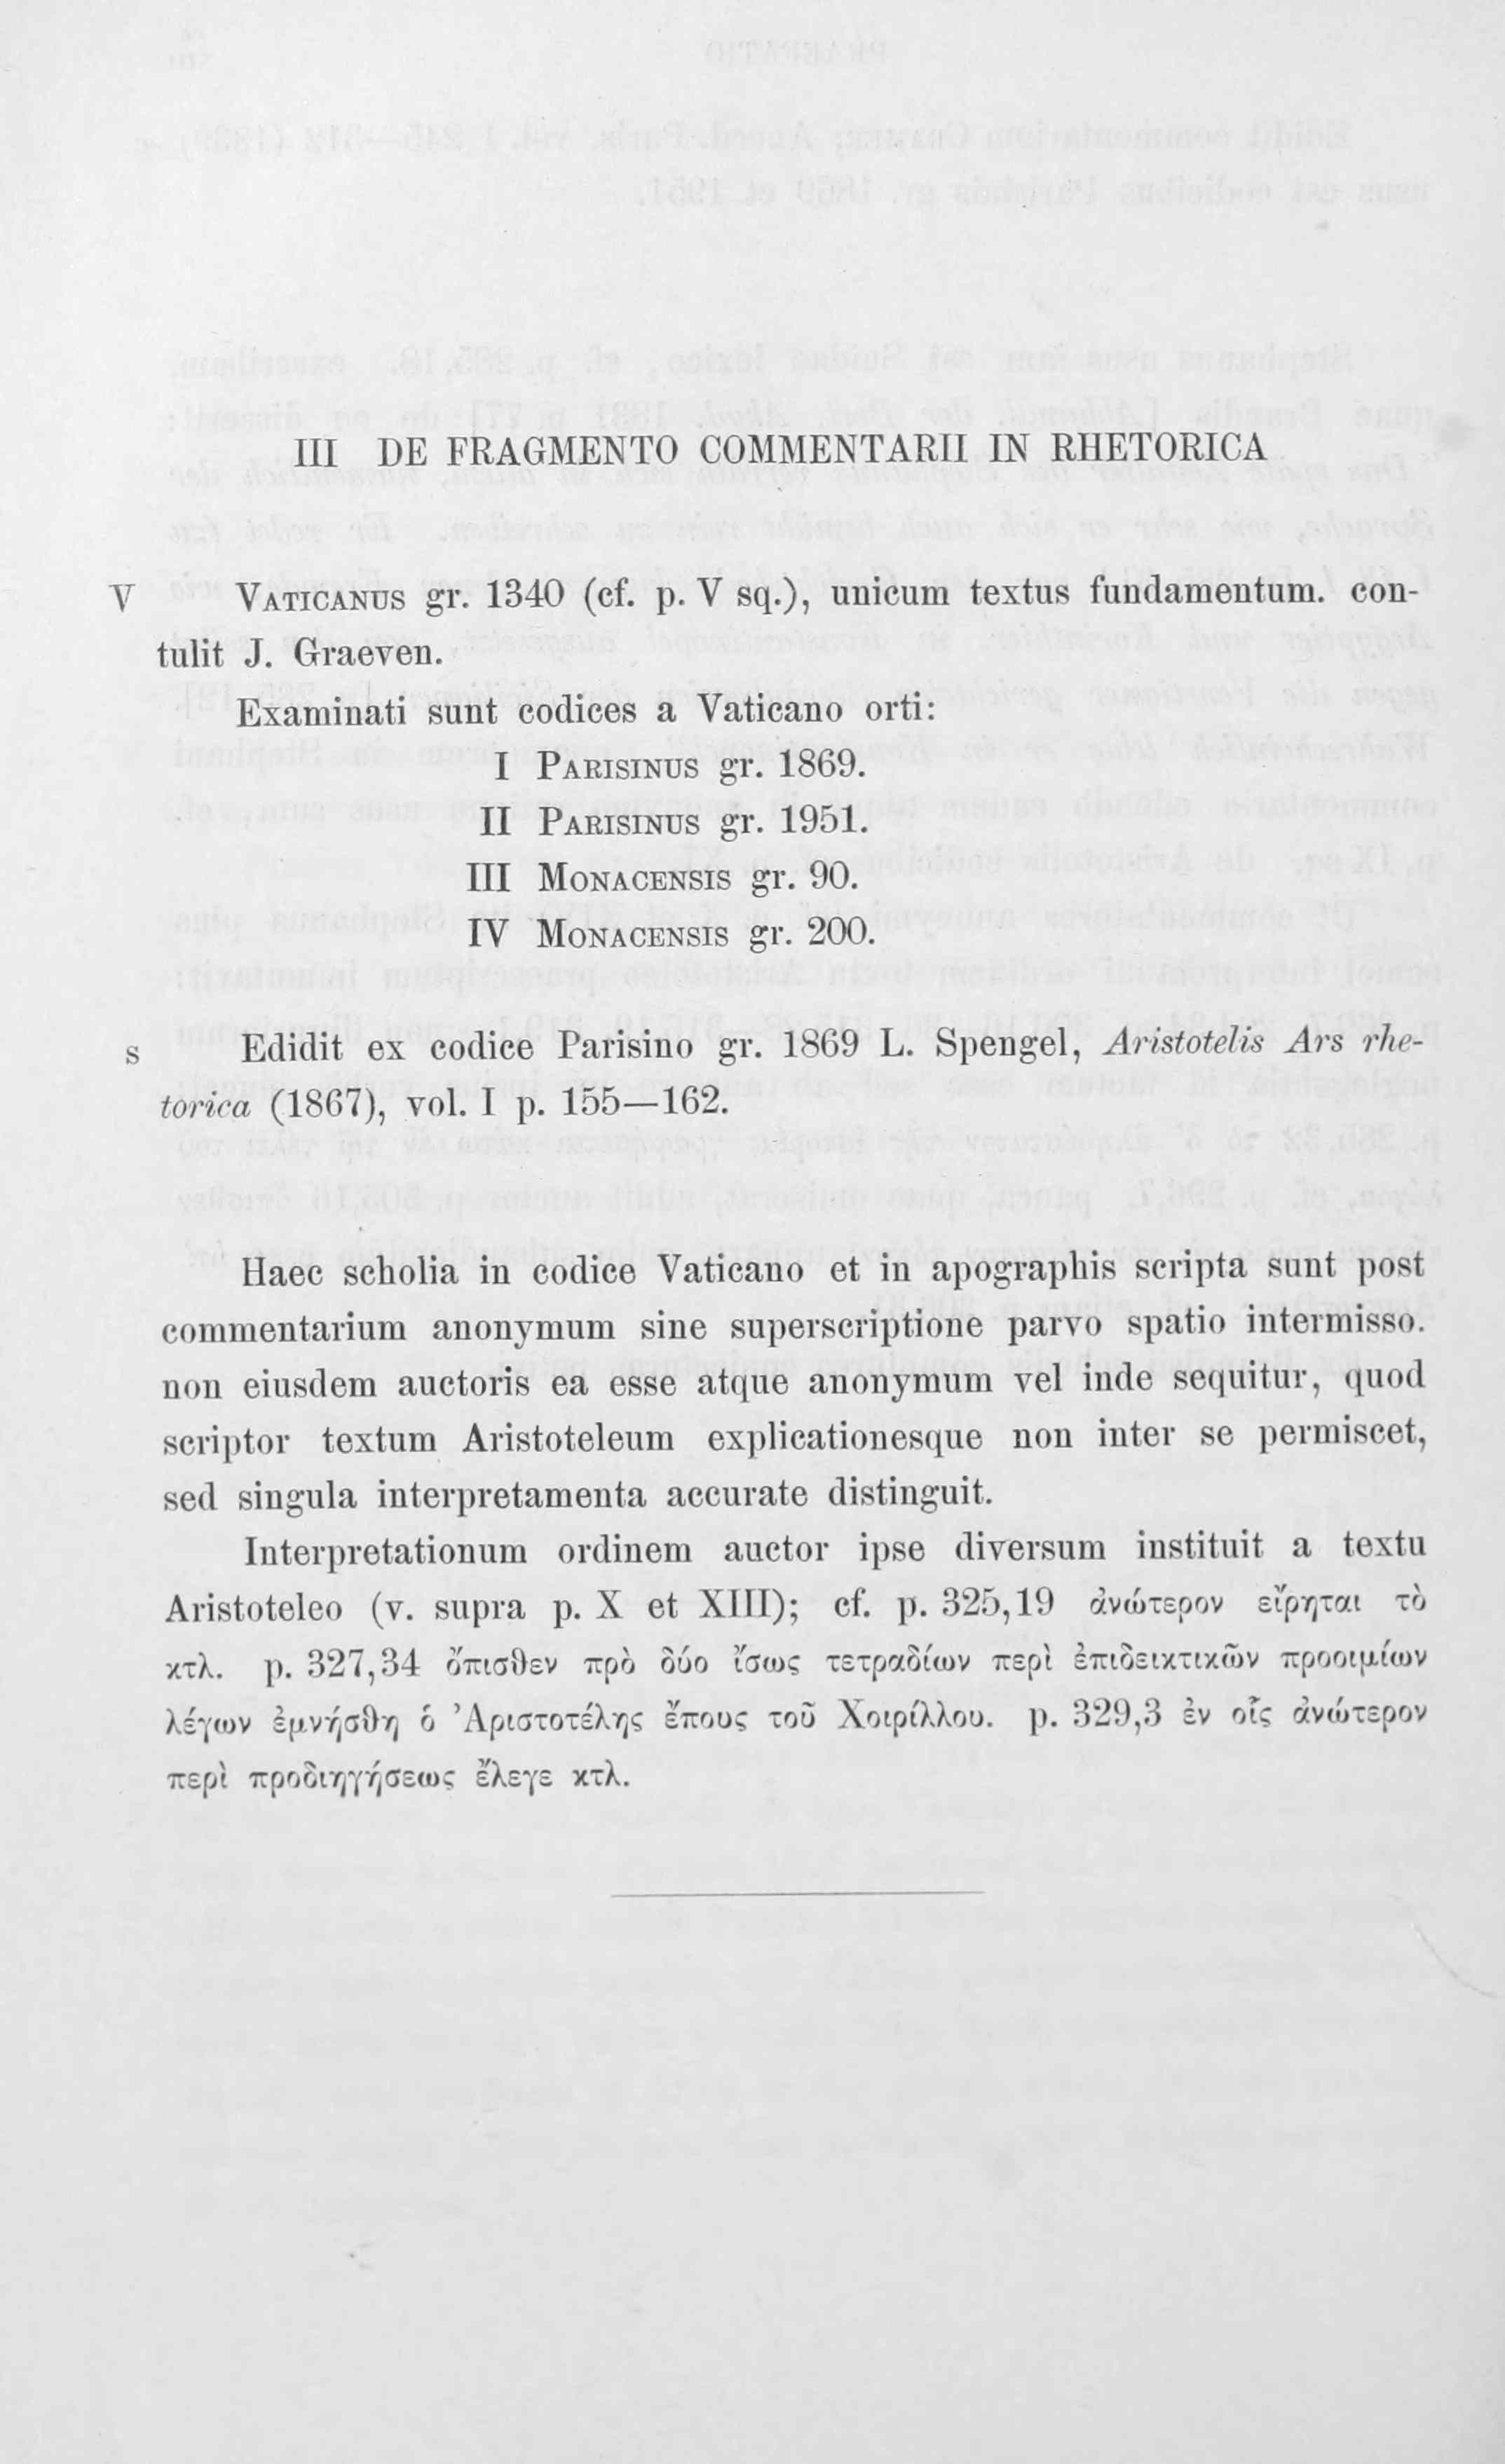 III DE FRAGMENTO COMMENTARII IN RHETORICA
V VATICANUS gr. 1340 (cf. p. V sq.), unicum textus fundamentum. con-
tulit J. Graeven.
Examinati sunt codices a Vaticano orti:
I PARISINUS gr. 1869.
II PARISINUS gr. 1951.
III MONACENSIS gr. 90.
IV MONACENSIS gr. 200.
s Edidit ex codice Parisino gr. 1869 L. Spengel, Aristotelis Ars rhe-
torica (1867), vol. I p. 155—162.
Haec scholia in codice Vaticano et in apographis scripta sunt post
commentarium anonymum sine superscriptione parvo spatio intermisso.
non eiusdem auctoris ea esse atque anonymum vel inde sequitur, quod
scriptor textum Aristoteleum explicationesque non inter se permiscet,
sed singula interpretamenta accurate distinguit.
Interpretationum ordinem auctor ipse diversum instituit a textu
Aristoteleo (v. supra p. X et XIII); cf. p. 325,19 ἀνώτερον εἴρηται τὸ
κτλ. p. 327,34 ὄπισθεν πρὸ δύο ἴσως τετραδίων περὶ ἐπιδεικτικῶν προοιμίων
λέγων ἐμνήσθη ὁ Ἀριστοτέλης ἔπους τοῦ Χοιρίλλου. p. 329,3 ἐν οἷς ἀνώτερον
περὶ προδιηγήσεως ἔλεγε κτλ.